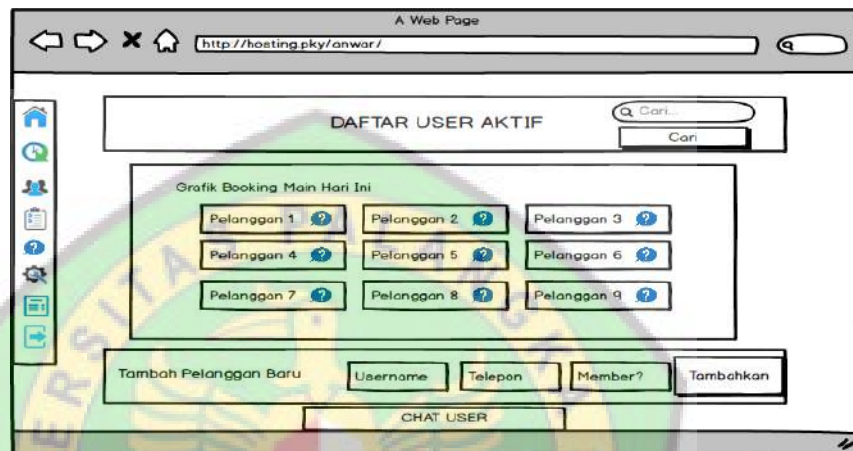 A Web Page
http://hosting.pky/anwar/
DAFTAR USER AKTIF
Cari...
Cari
Grafik Booking Main Hari Ini
Pelanggan 1
Pelanggan 2
Pelanggan 3
Pelanggan 4
Pelanggan 5
Pelanggan 6
Pelanggan 7
Pelanggan 8
Pelanggan 9
Tambah Pelanggan Baru
Username
Telepon
Member?
Tambahkan
CHAT USER
ERSITAS PALANGKA